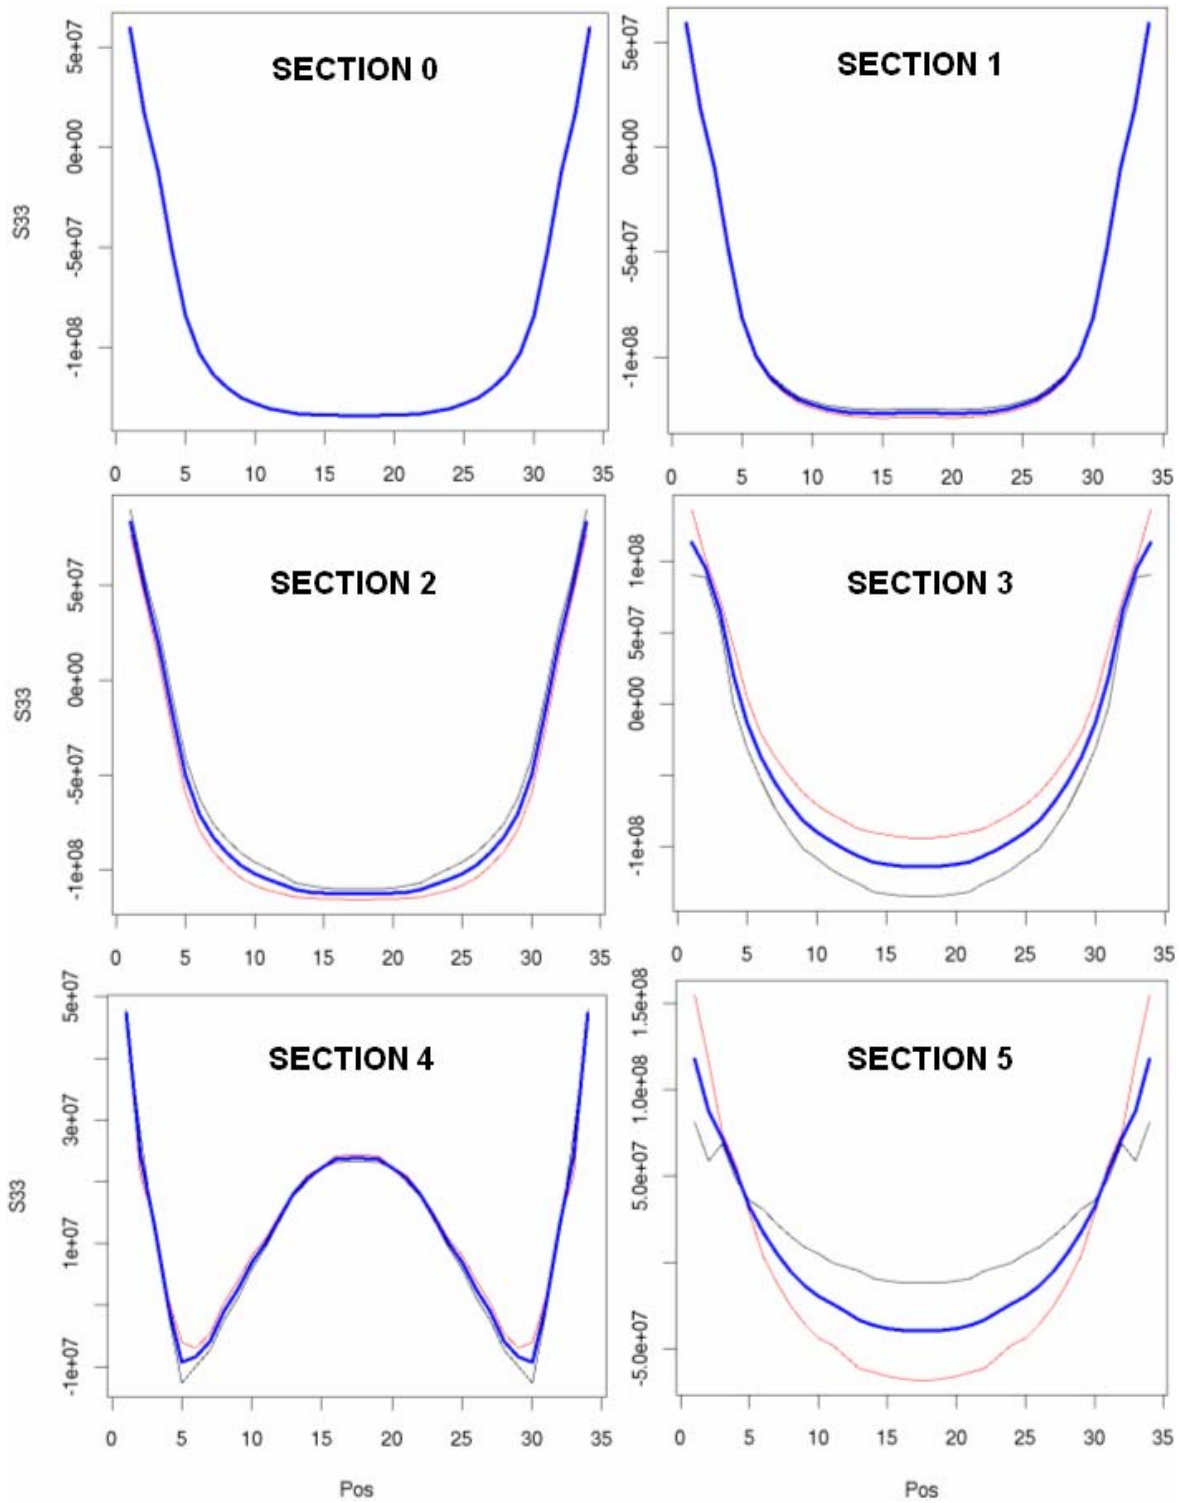 SECTION 0
S33
5e+07
0e+00
-5e+07
-1e+08
0 5 10 15 20 25 30 35
SECTION 1
5e+07
0e+00
-5e+07
-1e+08
0 5 10 15 20 25 30 35
SECTION 2
S33
5e+07
0e+00
-5e+07
-1e+08
0 5 10 15 20 25 30 35
SECTION 3
1e+08
5e+07
0e+00
-1e+08
0 5 10 15 20 25 30 35
SECTION 4
S33
5e+07
3e+07
1e+07
-1e+07
0 5 10 15 20 25 30 35
Pos
SECTION 5
1.5e+08
1.0e+08
5.0e+07
-5.0e+07
0 5 10 15 20 25 30 35
Pos